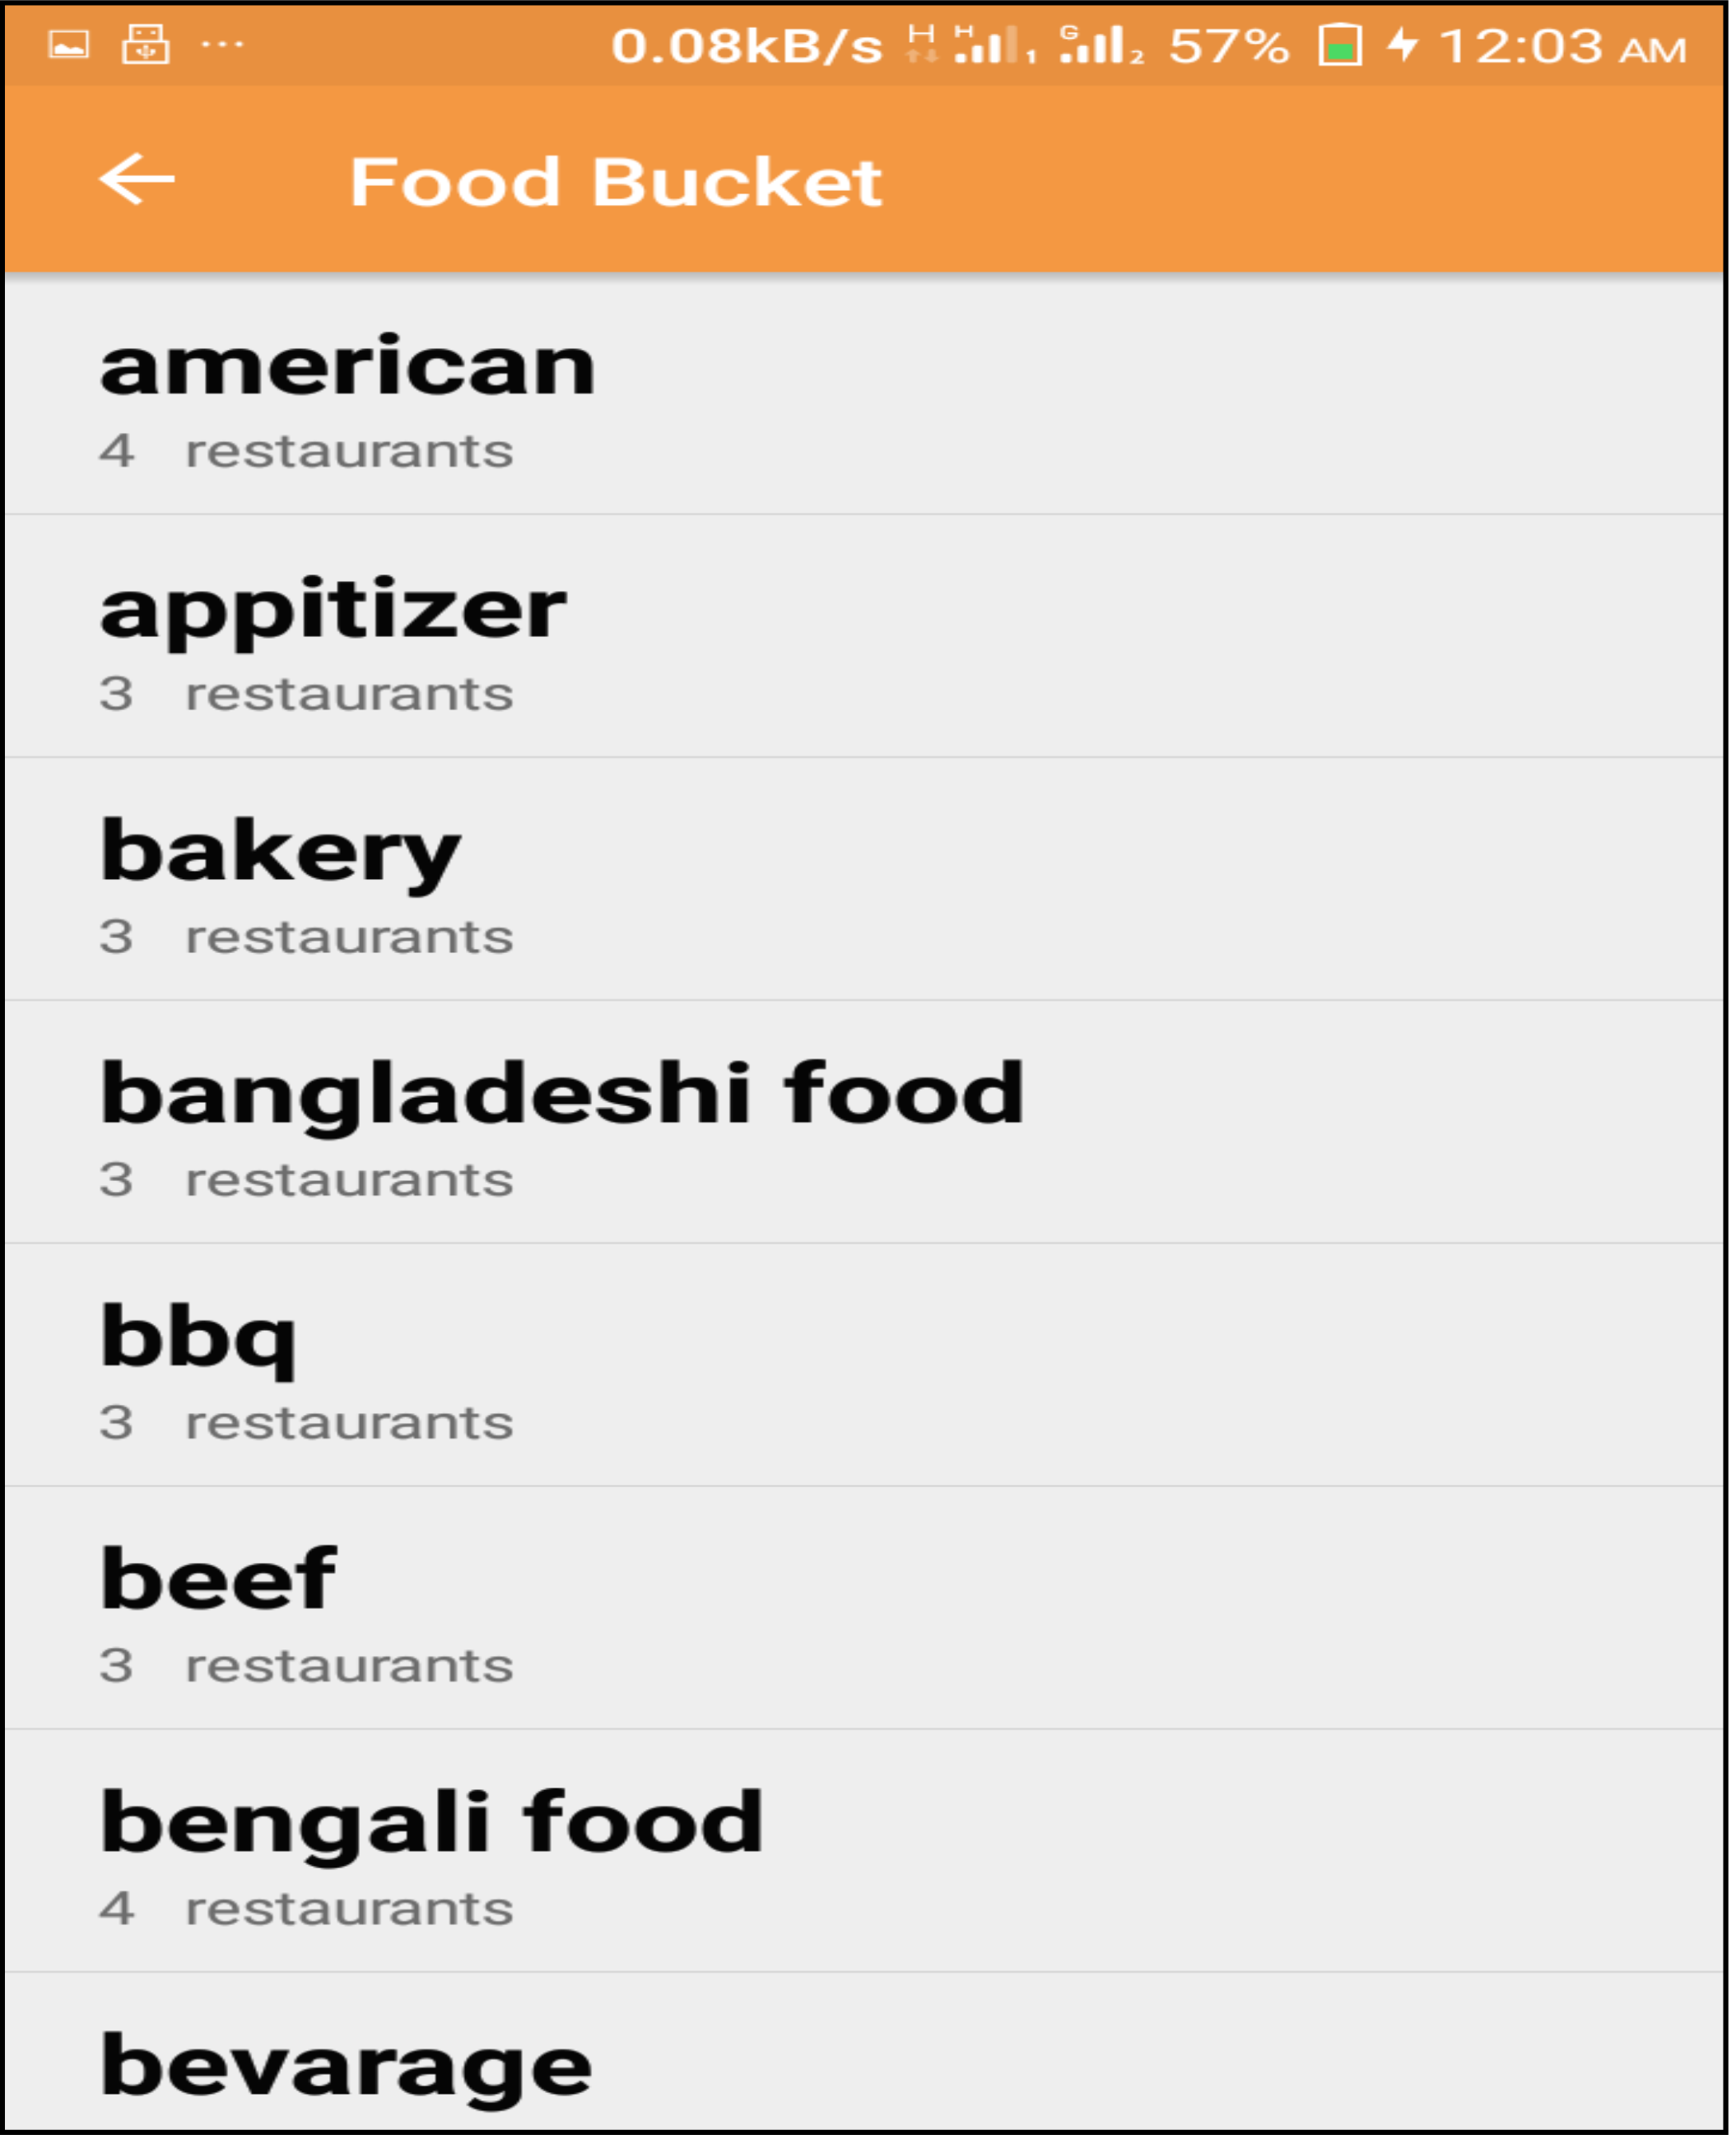 0.08kB/s H H 1 G 2 57% 12:03 AM
Food Bucket
american
4 restaurants
appitizer
3 restaurants
bakery
3 restaurants
bangladeshi food
3 restaurants
bbq
3 restaurants
beef
3 restaurants
bengali food
4 restaurants
bevarage